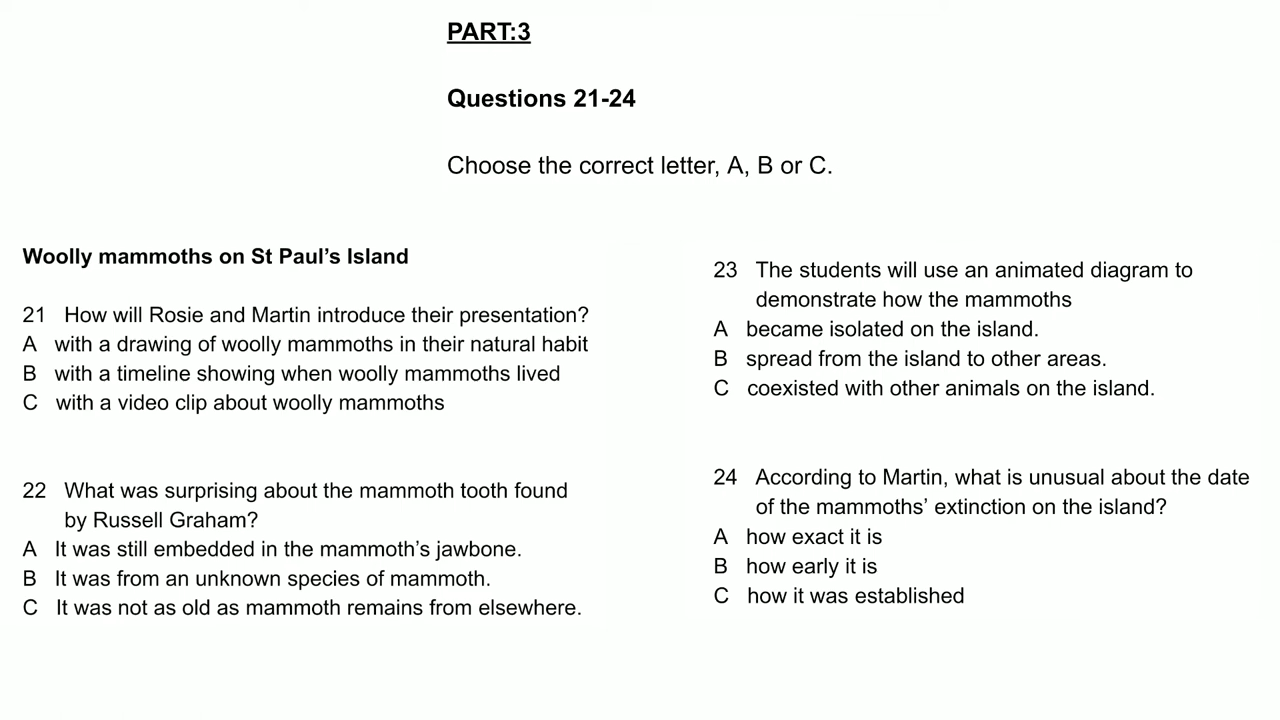 PART:3
Questions 21-24
Choose the correct letter, A, B or C.
Woolly mammoths on St Paul’s Island
21 How will Rosie and Martin introduce their presentation?
A with a drawing of woolly mammoths in their natural habit
B with a timeline showing when woolly mammoths lived
C with a video clip about woolly mammoths
22 What was surprising about the mammoth tooth found
by Russell Graham?
A It was still embedded in the mammoth’s jawbone.
B It was from an unknown species of mammoth.
C It was not as old as mammoth remains from elsewhere.
23 The students will use an animated diagram to
demonstrate how the mammoths
A became isolated on the island.
B spread from the island to other areas.
C coexisted with other animals on the island.
24 According to Martin, what is unusual about the date
of the mammoths’ extinction on the island?
A how exact it is
B how early it is
C how it was established